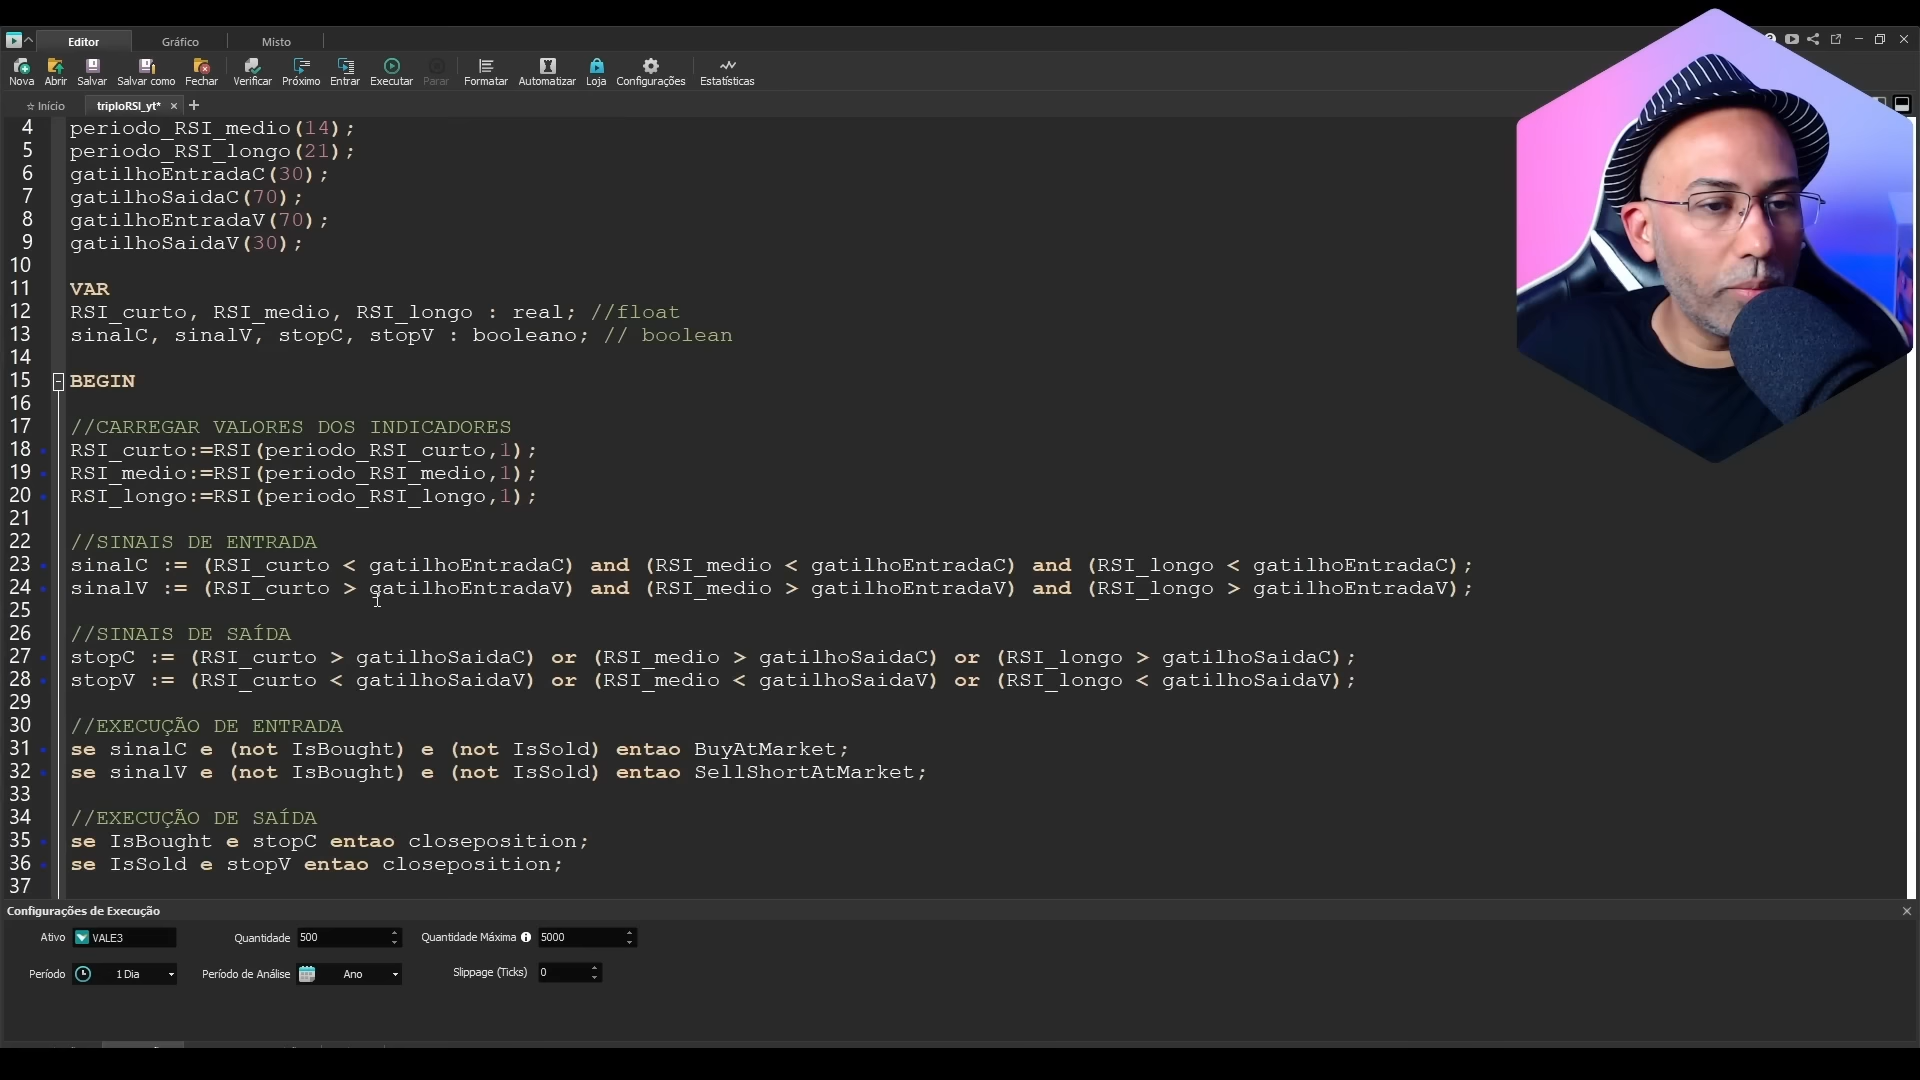 Editor Gráfico Misto
Nova Abrir Salvar Salvar como Fechar Verificar Próximo Entrar Executar Parar Formatar Automatizar Loja Configurações Estatísticas
Início triploRSI_yt* × +
4 periodo_RSI_medio(14);
5 periodo_RSI_longo(21);
6 gatilhoEntradaC(30);
7 gatilhoSaidaC(70);
8 gatilhoEntradaV(70);
9 gatilhoSaidaV(30);
10
11 VAR
12 RSI_curto, RSI_medio, RSI_longo : real; //float
13 sinalC, sinalV, stopC, stopV : booleano; // boolean
14
15 BEGIN
16
17 //CARREGAR VALORES DOS INDICADORES
18 RSI_curto:=RSI(periodo_RSI_curto,1);
19 RSI_medio:=RSI(periodo_RSI_medio,1);
20 RSI_longo:=RSI(periodo_RSI_longo,1);
21
22 //SINAIS DE ENTRADA
23 sinalC := (RSI_curto < gatilhoEntradaC) and (RSI_medio < gatilhoEntradaC) and (RSI_longo < gatilhoEntradaC);
24 sinalV := (RSI_curto > gatilhoEntradaV) and (RSI_medio > gatilhoEntradaV) and (RSI_longo > gatilhoEntradaV);
25
26 //SINAIS DE SAÍDA
27 stopC := (RSI_curto > gatilhoSaidaC) or (RSI_medio > gatilhoSaidaC) or (RSI_longo > gatilhoSaidaC);
28 stopV := (RSI_curto < gatilhoSaidaV) or (RSI_medio < gatilhoSaidaV) or (RSI_longo < gatilhoSaidaV);
29
30 //EXECUÇÃO DE ENTRADA
31 se sinalC e (not IsBought) e (not IsSold) entao BuyAtMarket;
32 se sinalV e (not IsBought) e (not IsSold) entao SellShortAtMarket;
33
34 //EXECUÇÃO DE SAÍDA
35 se IsBought e stopC entao closeposition;
36 se IsSold e stopV entao closeposition;
37
Configurações de Execução
Ativo VALE3 Quantidade 500 Quantidade Máxima 5000
Período 1 Dia Período de Análise Ano Slippage (Ticks) 0